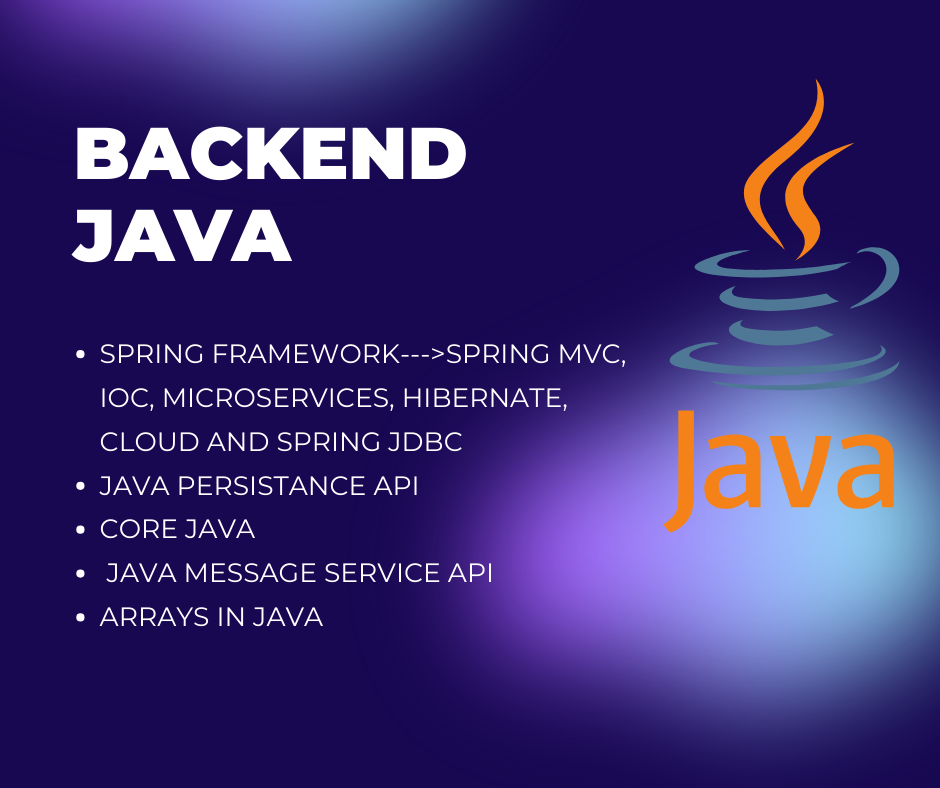 BACKEND
JAVA
• SPRING FRAMEWORK--->SPRING MVC,
IOC, MICROSERVICES, HIBERNATE,
CLOUD AND SPRING JDBC
• JAVA PERSISTANCE API
• CORE JAVA
• JAVA MESSAGE SERVICE API
• ARRAYS IN JAVA
Java